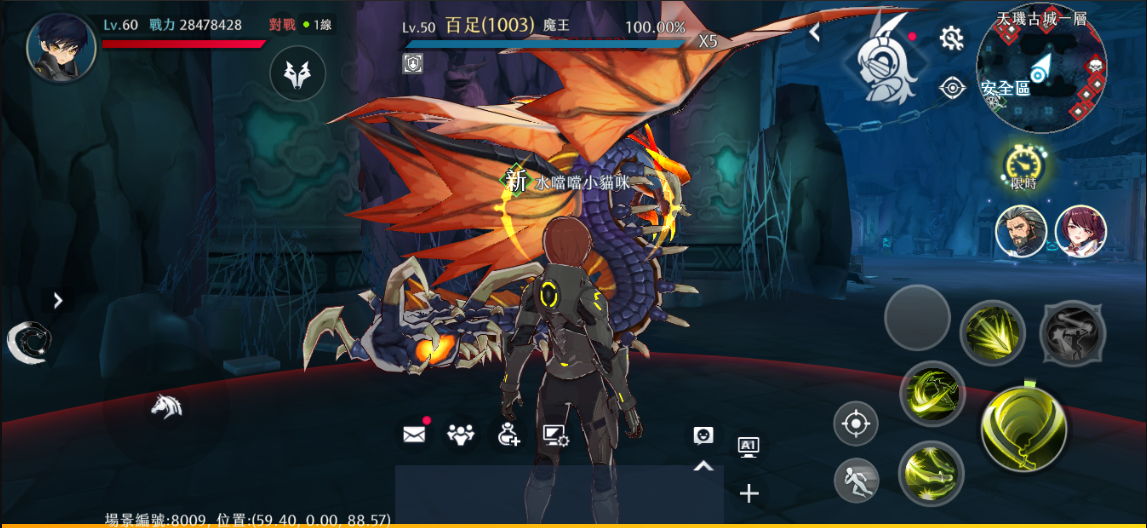 Lv.60 戰力 28478428 對戰 1線
Lv.50 百足(1003) 魔王 100.00%
X5
天璣古城一層
安全區
限時
新 水噹噹小貓咪
A1
場景編號:8009, 位置:(59.40, 0.00, 88.57)